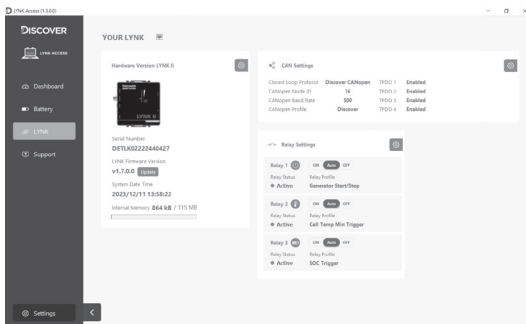 LYNK Access (1.3.0.0)
DISCOVER
LYNK ACCESS
Dashboard
Battery
LYNK
Support
Settings
YOUR LYNK
Hardware Version LYNK II
LYNK II
Serial Number
DETLK02222440427
LYNK Firmware Version
v1.7.0.0 Update
System Date Time
2023/12/11 13:58:22
Internal Memory 864 kB / 115 MB
CAN Settings
Closed Loop Protocol Discover CANopen TPDO 1 Enabled
CANopen Node ID 16 TPDO 2 Enabled
CANopen Baud Rate 500 TPDO 3 Enabled
CANopen Profile Discover TPDO 4 Enabled
Relay Settings
Relay 1 ON Auto OFF
Relay Status Relay Profile
Active Generator Start/Stop
Relay 2 ON Auto OFF
Relay Status Relay Profile
Active Cell Temp Min Trigger
Relay 3 ON Auto OFF
Relay Status Relay Profile
Active SOC Trigger